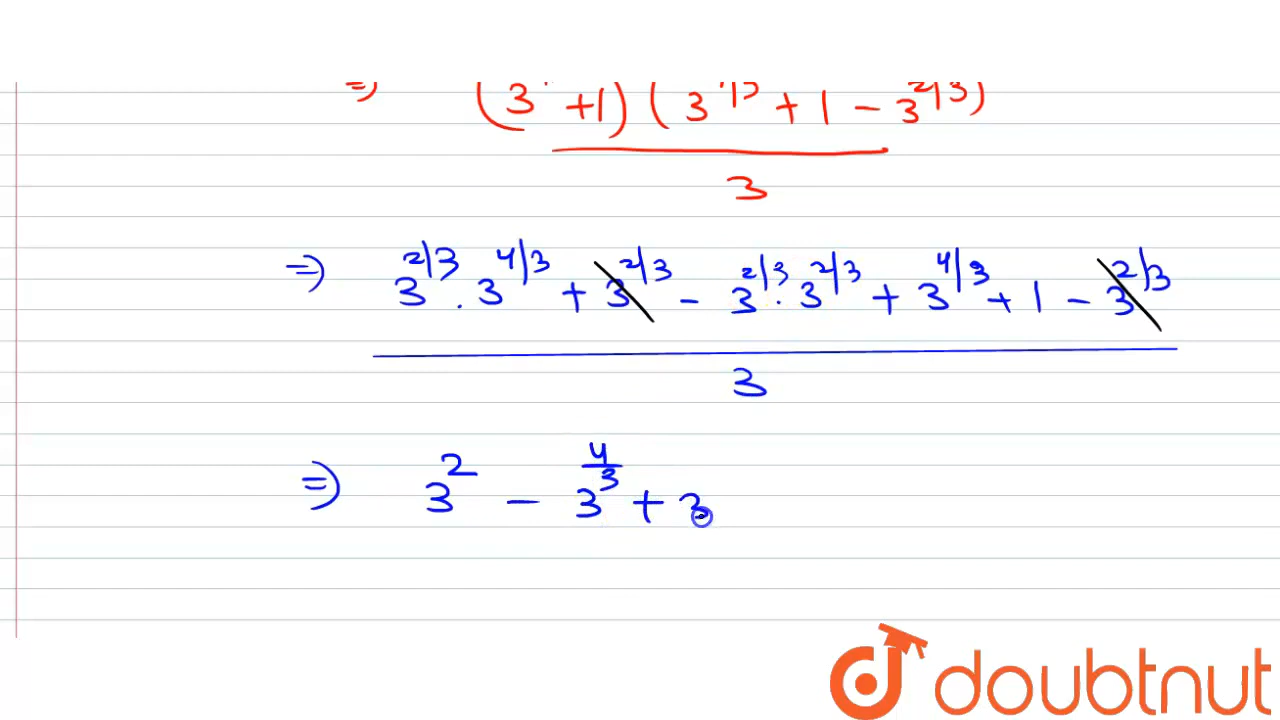 =) (3 +1) ( 3 + 1 - 3^2/3)
3
=) 3^2/3 . 3^4/3 + 3^2/3 - 3^2/3 . 3^2/3 + 3^4/3 + 1 - 3^2/3
3
=) 3^2 - 3^4/3 + 3
doubtnut